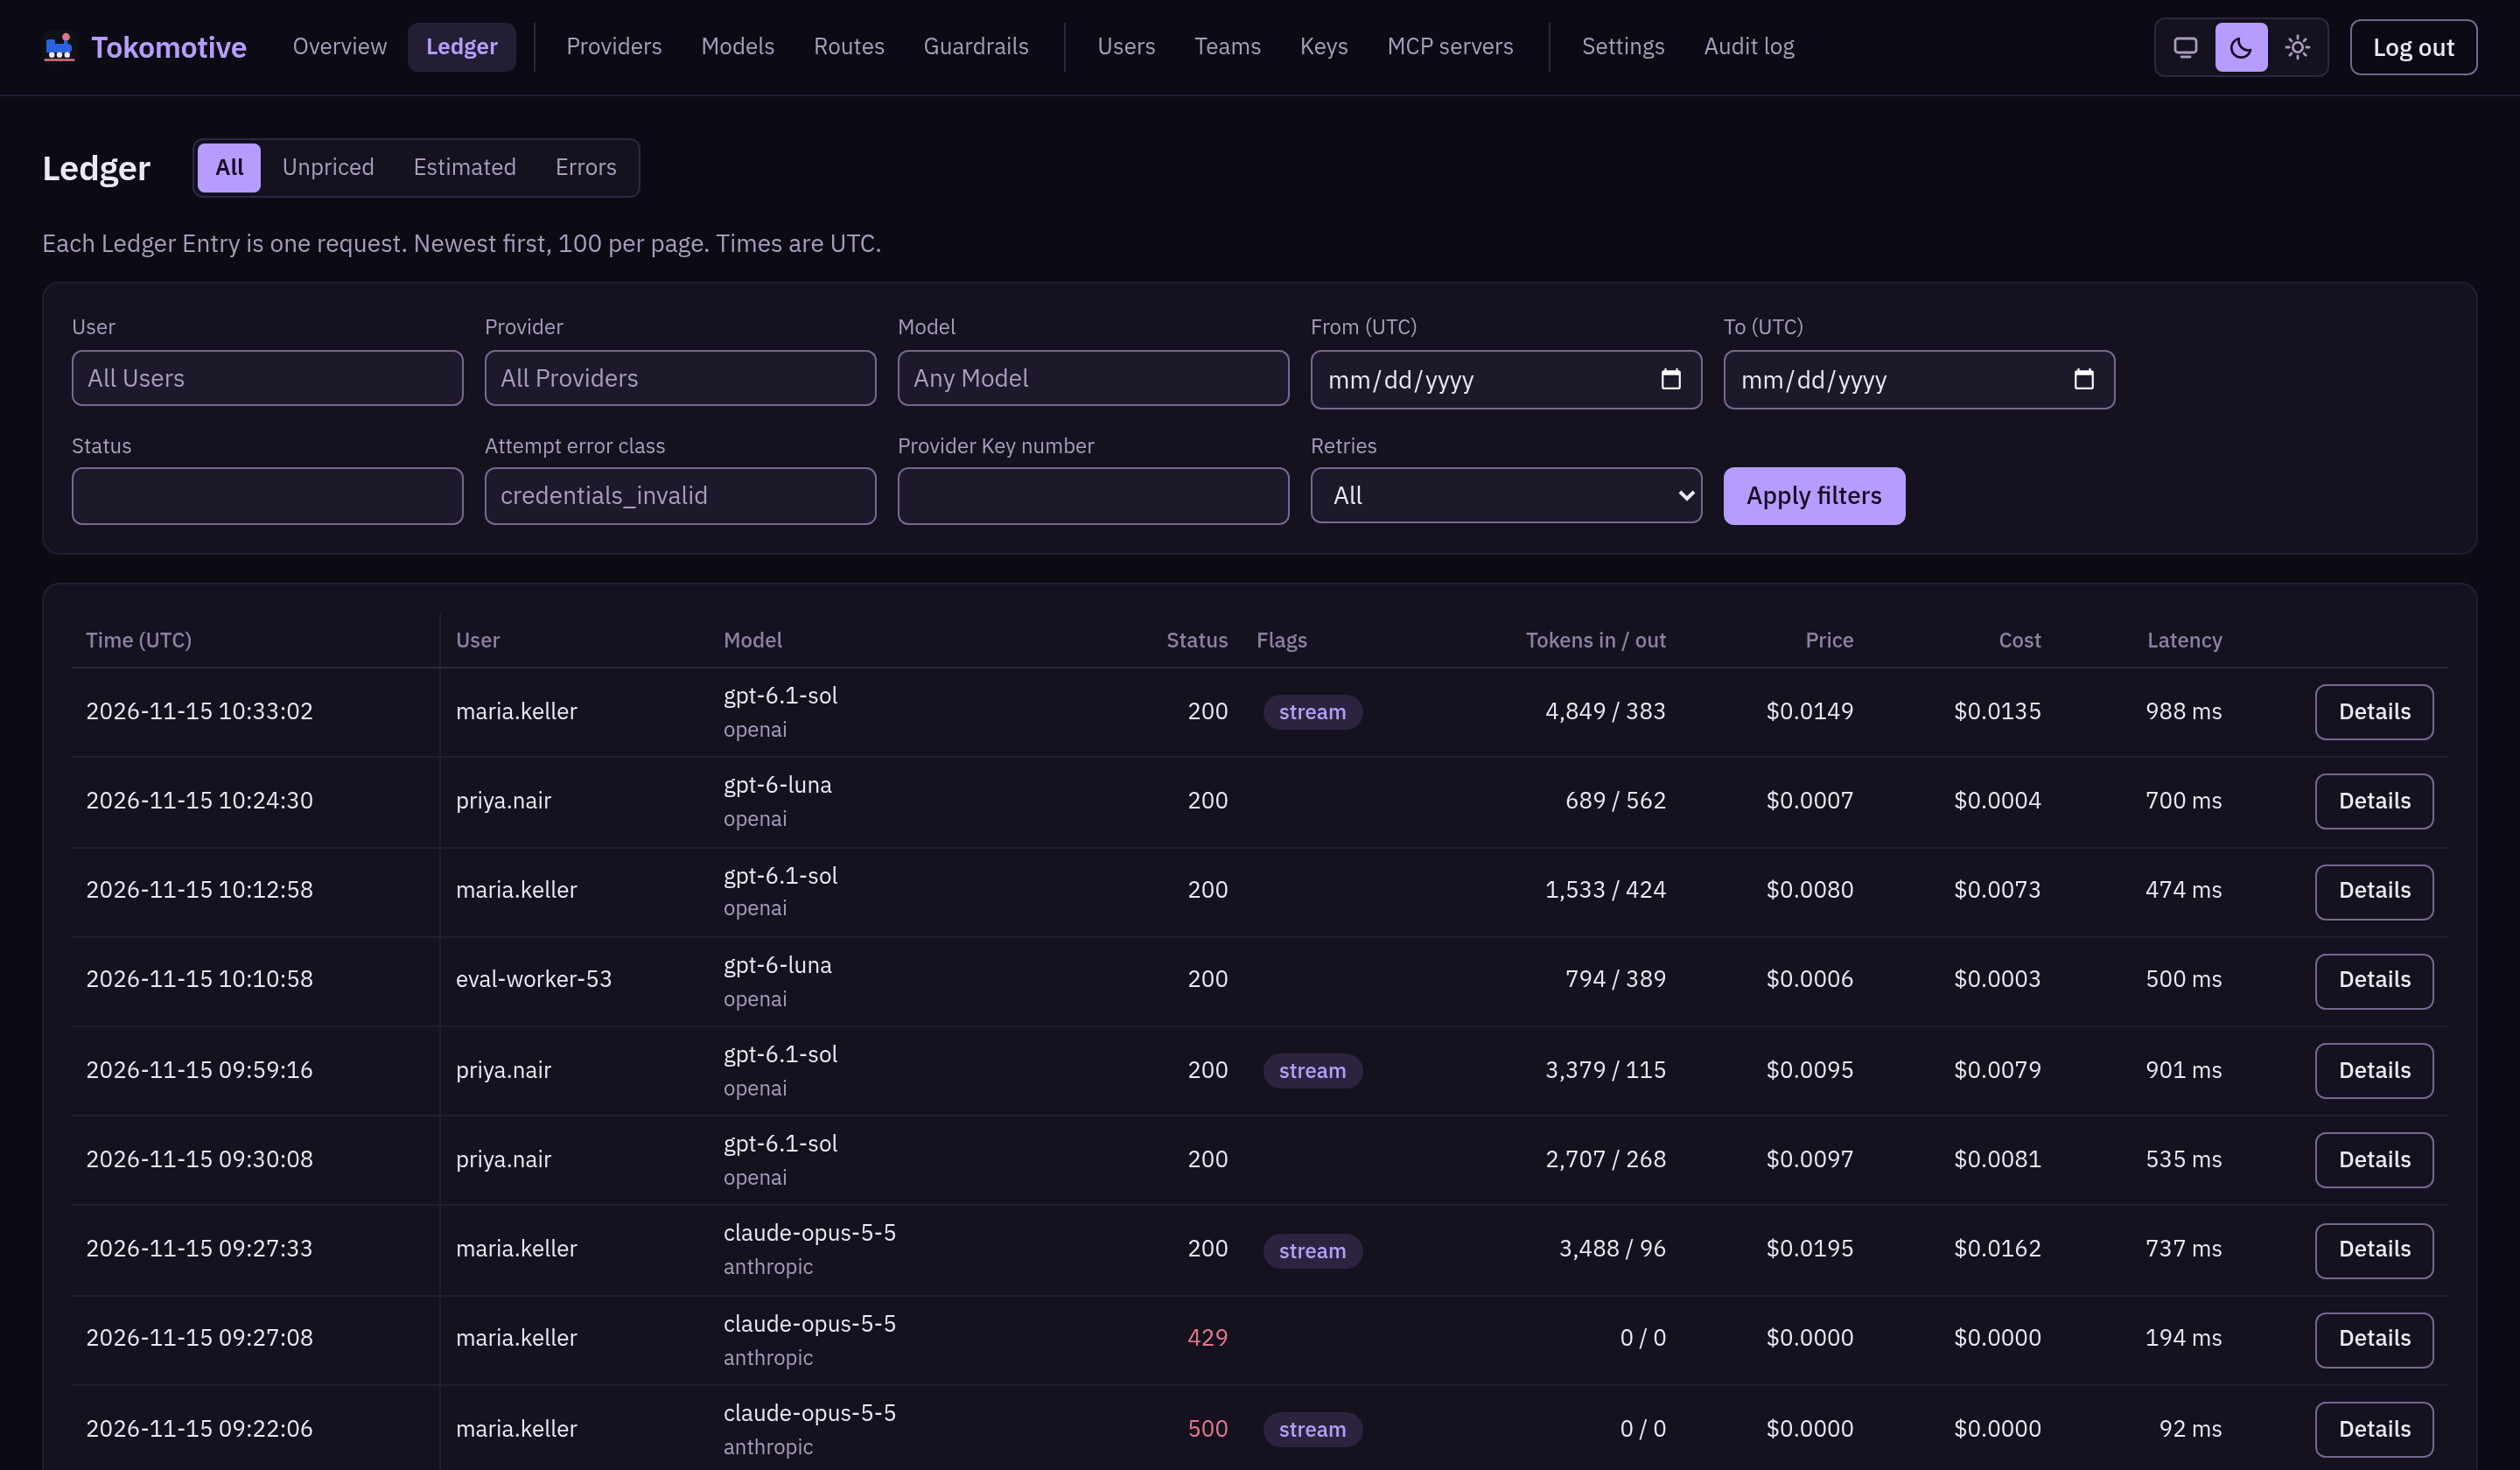 Tokomotive Overview Ledger Providers Models Routes Guardrails Users Teams Keys MCP servers Settings Audit log Log out
Ledger All Unpriced Estimated Errors
Each Ledger Entry is one request. Newest first, 100 per page. Times are UTC.
User Provider Model From (UTC) To (UTC)
All Users All Providers Any Model mm/dd/yyyy mm/dd/yyyy
Status Attempt error class Provider Key number Retries
credentials_invalid All Apply filters
Time (UTC) User Model Status Flags Tokens in / out Price Cost Latency
2026-11-15 10:33:02 maria.keller gpt-6.1-sol 200 stream 4,849 / 383 $0.0149 $0.0135 988 ms Details
openai
2026-11-15 10:24:30 priya.nair gpt-6-luna 200 689 / 562 $0.0007 $0.0004 700 ms Details
openai
2026-11-15 10:12:58 maria.keller gpt-6.1-sol 200 1,533 / 424 $0.0080 $0.0073 474 ms Details
openai
2026-11-15 10:10:58 eval-worker-53 gpt-6-luna 200 794 / 389 $0.0006 $0.0003 500 ms Details
openai
2026-11-15 09:59:16 priya.nair gpt-6.1-sol 200 stream 3,379 / 115 $0.0095 $0.0079 901 ms Details
openai
2026-11-15 09:30:08 priya.nair gpt-6.1-sol 200 2,707 / 268 $0.0097 $0.0081 535 ms Details
openai
2026-11-15 09:27:33 maria.keller claude-opus-5-5 200 stream 3,488 / 96 $0.0195 $0.0162 737 ms Details
anthropic
2026-11-15 09:27:08 maria.keller claude-opus-5-5 429 0 / 0 $0.0000 $0.0000 194 ms Details
anthropic
2026-11-15 09:22:06 maria.keller claude-opus-5-5 500 stream 0 / 0 $0.0000 $0.0000 92 ms Details
anthropic